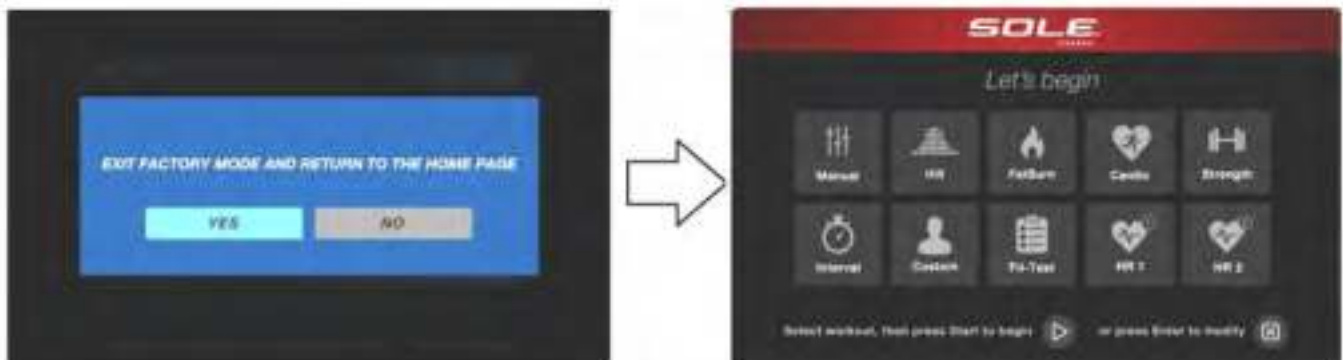 EXIT FACTORY MODE AND RETURN TO THE HOME PAGE
YES
NO
SOLE
Let's begin
Manual
Hill
FatBurn
Cardio
Strength
Interval
Custom
Fit-Test
HR 1
HR 2
Select workout, then press Start to begin
or press Enter to modify